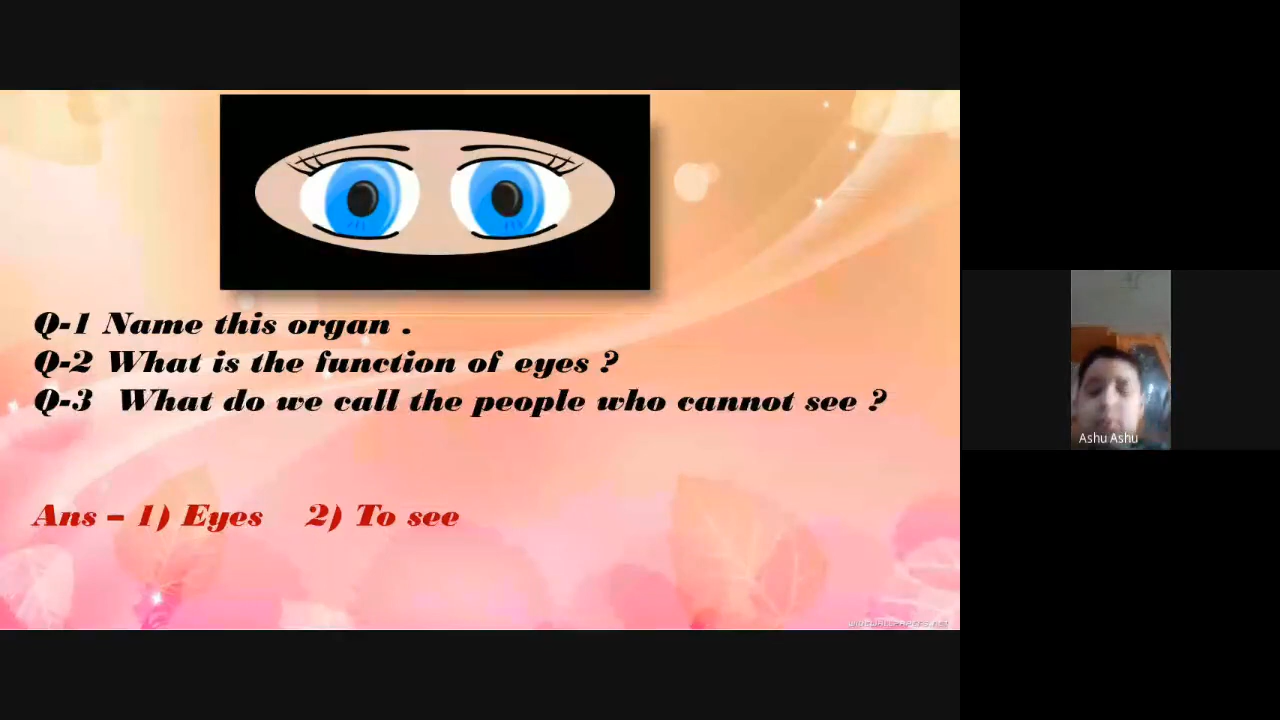 Q-1 Name this organ .
Q-2 What is the function of eyes ?
Q-3 What do we call the people who cannot see ?
Ans – 1) Eyes 2) To see
Ashu Ashu